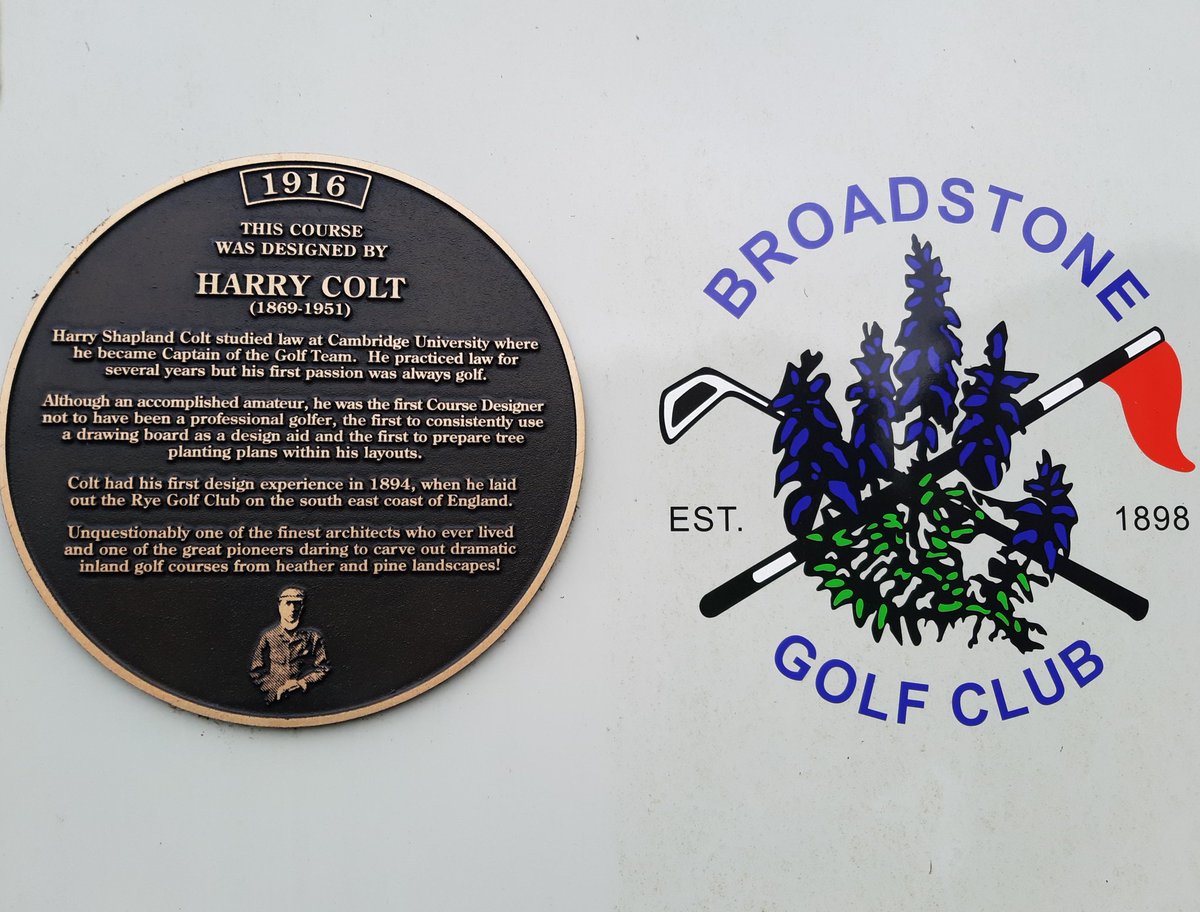 1916
THIS COURSE
WAS DESIGNED BY
HARRY COLT
(1869-1951)
Harry Shapland Colt studied law at Cambridge University where
he became Captain of the Golf Team. He practiced law for
several years but his first passion was always golf.
Although an accomplished amateur, he was the first Course Designer
not to have been a professional golfer, the first to consistently use
a drawing board as a design aid and the first to prepare tree
planting plans within his layouts.
Colt had his first design experience in 1894, when he laid
out the Rye Golf Club on the south east coast of England.
Unquestionably one of the finest architects who ever lived
and one of the great pioneers daring to carve out dramatic
inland golf courses from heather and pine landscapes!
BROADSTONE
EST. 1898
GOLF CLUB